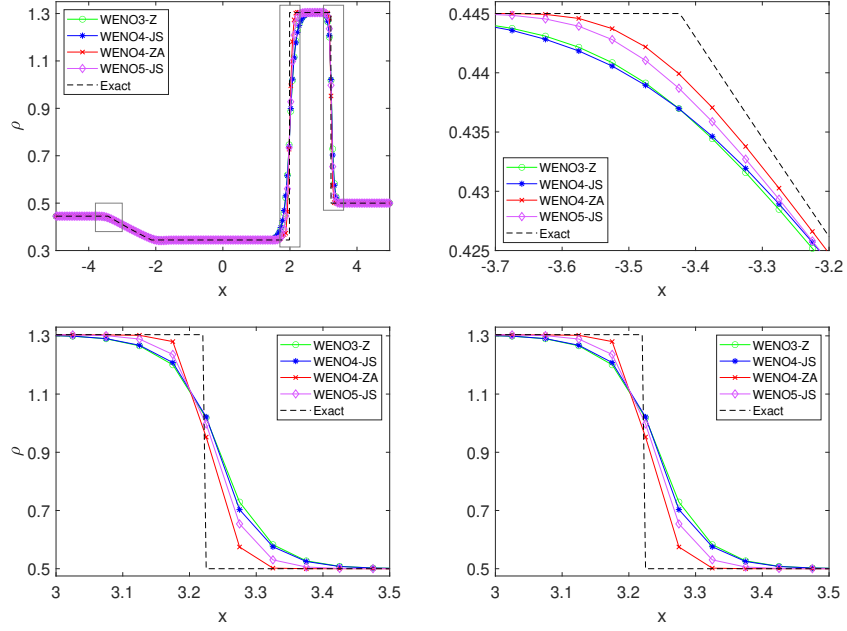 1.3
1.1
0.9
0.7
0.5
0.3
ρ
-4 -2 0 2 4
x
WENO3-Z
WENO4-JS
WENO4-ZA
WENO5-JS
Exact
0.445
0.44
0.435
0.43
0.425
ρ
-3.7 -3.6 -3.5 -3.4 -3.3 -3.2
x
WENO3-Z
WENO4-JS
WENO4-ZA
WENO5-JS
Exact
1.3
1.1
0.9
0.7
0.5
ρ
3 3.1 3.2 3.3 3.4 3.5
x
WENO3-Z
WENO4-JS
WENO4-ZA
WENO5-JS
Exact
1.3
1.1
0.9
0.7
0.5
ρ
3 3.1 3.2 3.3 3.4 3.5
x
WENO3-Z
WENO4-JS
WENO4-ZA
WENO5-JS
Exact